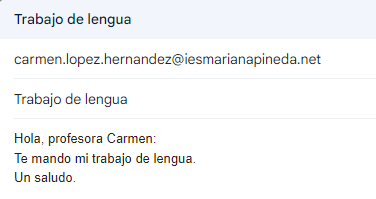 Trabajo de lengua
carmen.lopez.hernandez@iesmarianapineda.net
Trabajo de lengua
Hola, profesora Carmen:
Te mando mi trabajo de lengua.
Un saludo.